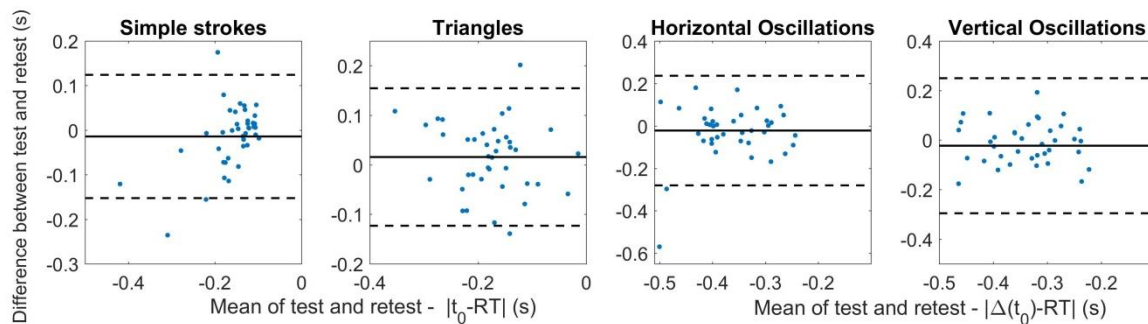 Simple strokes
Triangles
Horizontal Oscillations
Vertical Oscillations
Difference between test and retest (s)
0.2
0.1
0
-0.1
-0.2
-0.3
-0.4 -0.2 0
0.2
0.1
0
-0.1
-0.2
-0.4 -0.2 0
0.4
0.2
0
-0.2
-0.4
-0.6
-0.5 -0.4 -0.3 -0.2
0.4
0.2
0
-0.2
-0.4
-0.5 -0.4 -0.3 -0.2
Mean of test and retest - |t0-RT| (s)
Mean of test and retest - |Δ(t0)-RT| (s)